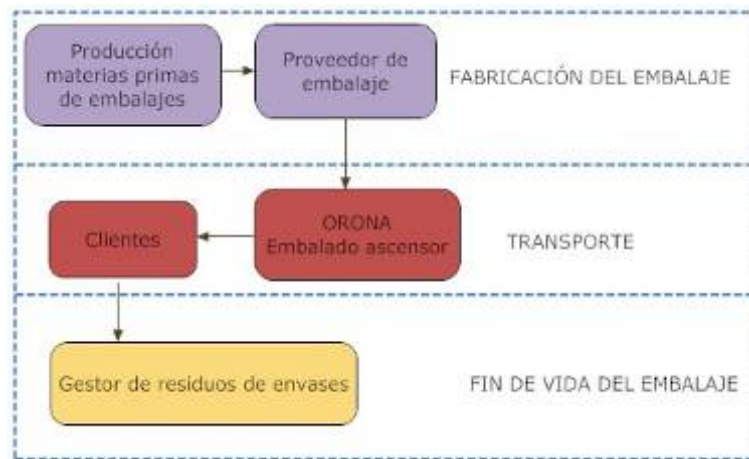 Producción
materias primas
de embalajes
Proveedor de
embalaje
FABRICACIÓN DEL EMBALAJE
Clientes
ORONA
Embalado ascensor
TRANSPORTE
Gestor de residuos de envases
FIN DE VIDA DEL EMBALAJE